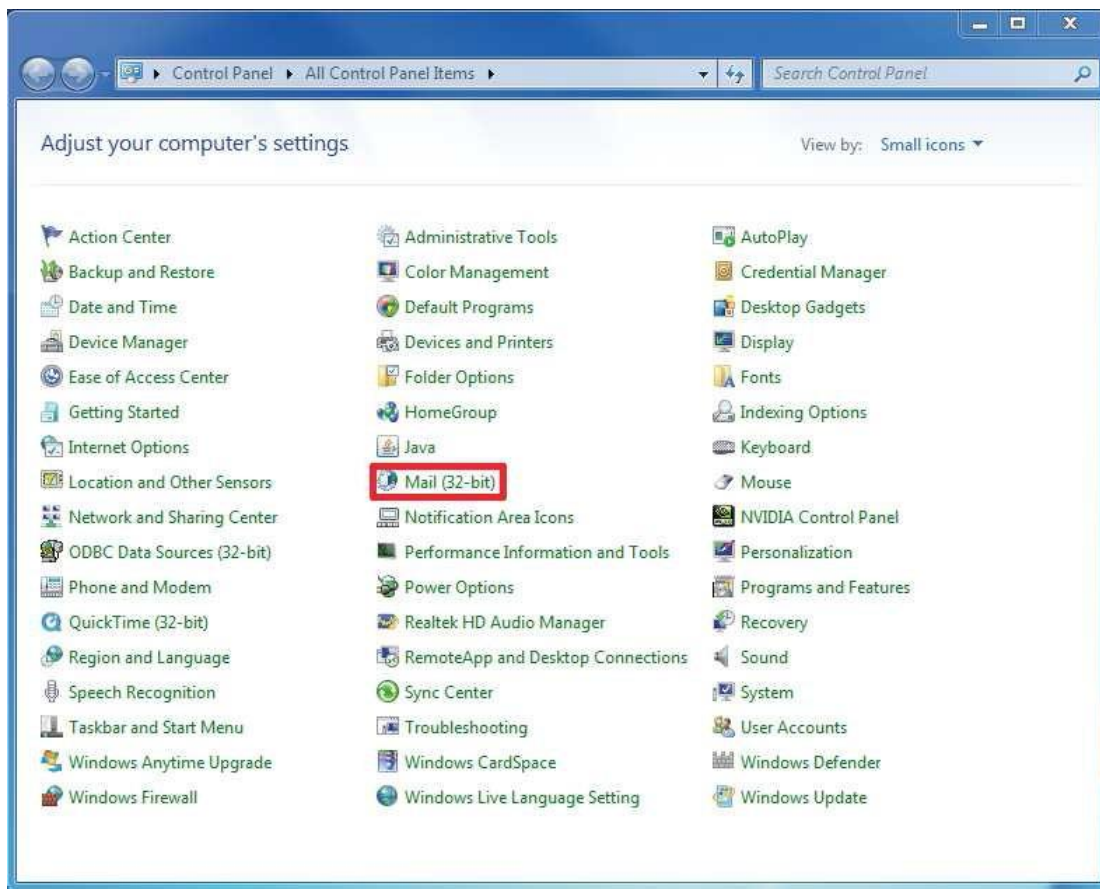 Control Panel All Control Panel Items Search Control Panel
Adjust your computer's settings View by: Small icons
Action Center Administrative Tools AutoPlay
Backup and Restore Color Management Credential Manager
Date and Time Default Programs Desktop Gadgets
Device Manager Devices and Printers Display
Ease of Access Center Folder Options Fonts
Getting Started HomeGroup Indexing Options
Internet Options Java Keyboard
Location and Other Sensors Mail (32-bit) Mouse
Network and Sharing Center Notification Area Icons NVIDIA Control Panel
ODBC Data Sources (32-bit) Performance Information and Tools Personalization
Phone and Modem Power Options Programs and Features
QuickTime (32-bit) Realtek HD Audio Manager Recovery
Region and Language RemoteApp and Desktop Connections Sound
Speech Recognition Sync Center System
Taskbar and Start Menu Troubleshooting User Accounts
Windows Anytime Upgrade Windows CardSpace Windows Defender
Windows Firewall Windows Live Language Setting Windows Update